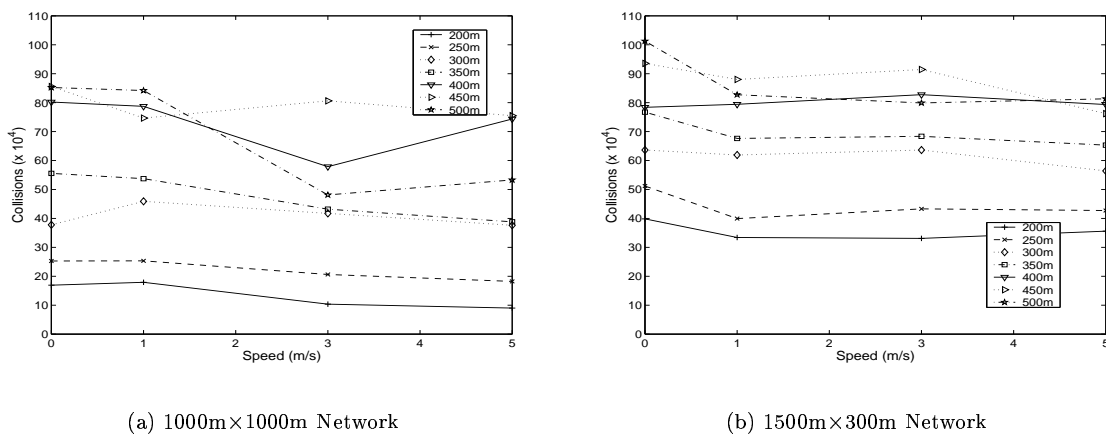 110
100
90
80
70
60
50
40
30
20
10
0
Collisions (x 10^4)
200m
250m
300m
350m
400m
450m
500m
0 1 2 3 4 5
Speed (m/s)
(a) 1000m×1000m Network
110
100
90
80
70
60
50
40
30
20
10
0
Collisions (x 10^4)
200m
250m
300m
350m
400m
450m
500m
0 1 2 3 4 5
Speed (m/s)
(b) 1500m×300m Network